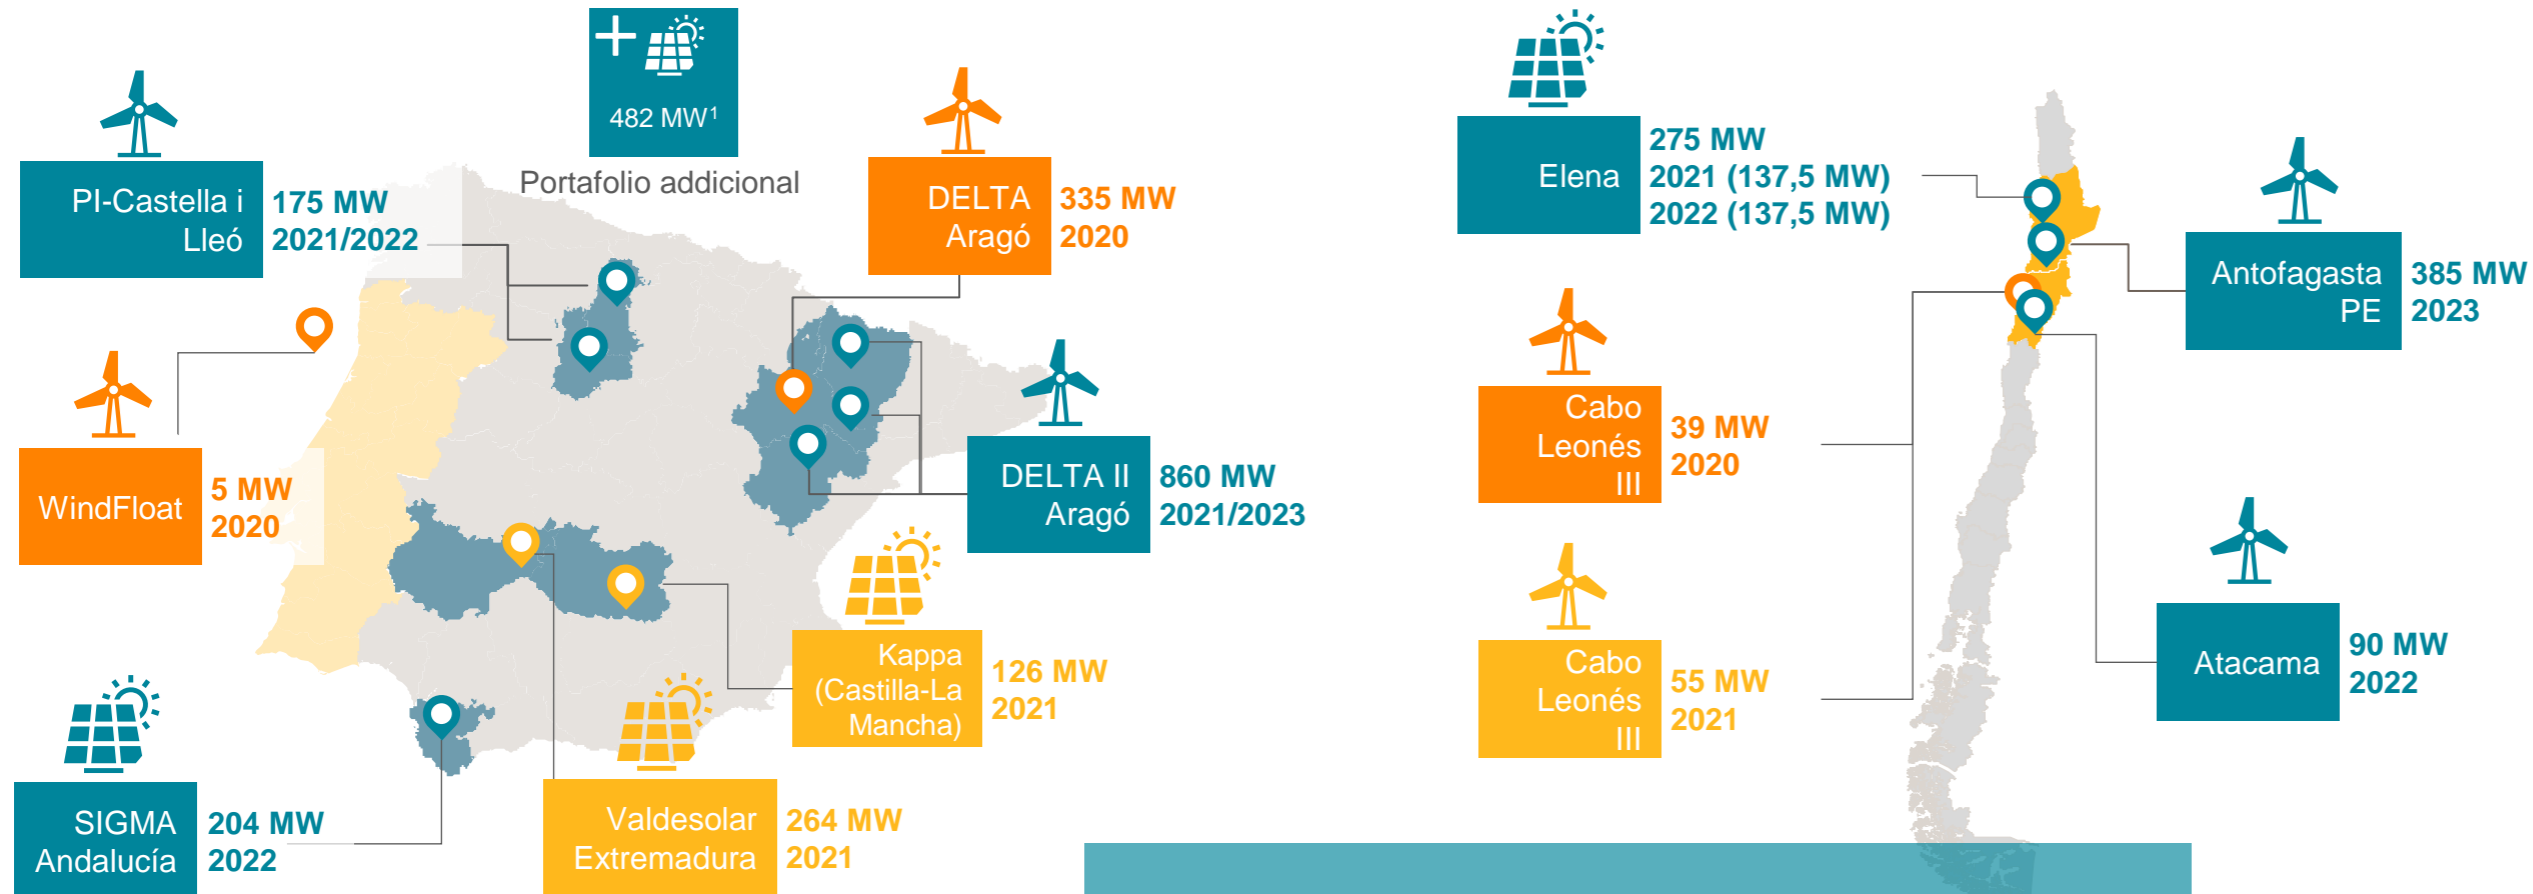 482 MW¹
Portafolio addicional
PI-Castella i
Lleó
175 MW
2021/2022
DELTA
Aragó
335 MW
2020
WindFloat
5 MW
2020
DELTA II
Aragó
860 MW
2021/2023
Kappa
(Castilla-La
Mancha)
126 MW
2021
SIGMA
Andalucía
204 MW
2022
Valdesolar
Extremadura
264 MW
2021
Elena
275 MW
2021 (137,5 MW)
2022 (137,5 MW)
Antofagasta
PE
385 MW
2023
Cabo
Leonés
III
39 MW
2020
Cabo
Leonés
III
55 MW
2021
Atacama
90 MW
2022